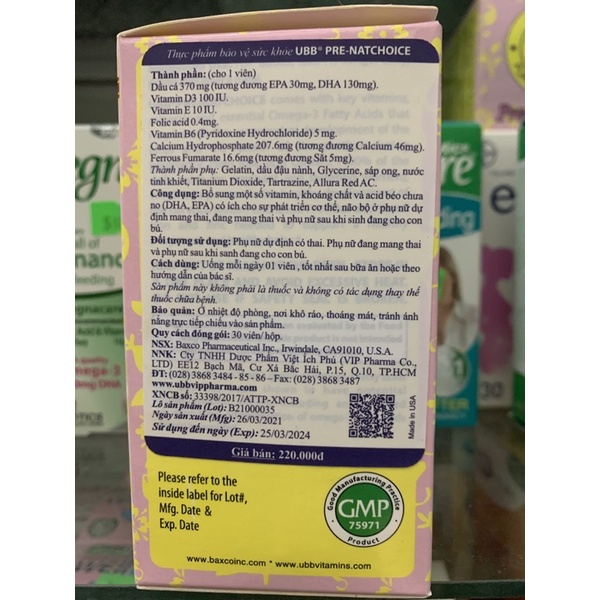 Thực phẩm bảo vệ sức khỏe UBB® PRE-NATCHOICE
Thành phần: (cho 1 viên)
Dầu cá 370 mg (tương đương EPA 30mg, DHA 130mg).
Vitamin D3 100 IU.
Vitamin E 10 IU.
Folic acid 0.4mg.
Vitamin B6 (Pyridoxine Hydrochloride) 5 mg.
Calcium Hydrophosphate 207.6mg (tương đương Calcium 46mg).
Ferrous Fumarate 16.6mg (tương đương Sắt 5mg).
Thành phần phụ: Gelatin, dầu đậu nành, Glycerine, sáp ong, nước
tinh khiết, Titanium Dioxide, Tartrazine, Allura Red AC.
Công dụng: Bổ sung một số vitamin, khoáng chất và acid béo chưa
no (DHA, EPA) có ích cho sự phát triển cơ thể, não bộ ở phụ nữ dự
định mang thai, đang mang thai và phụ nữ sau khi sinh đang cho con
bú.
Đối tượng sử dụng: Phụ nữ dự định có thai. Phụ nữ đang mang thai
và phụ nữ sau khi sanh đang cho con bú.
Cách dùng: Uống mỗi ngày 01 viên, tốt nhất sau bữa ăn hoặc theo
hướng dẫn của bác sĩ.
Sản phẩm này không phải là thuốc và không có tác dụng thay thế
thuốc chữa bệnh.
Bảo quản: Ở nhiệt độ phòng, nơi khô ráo, thoáng mát, tránh ánh
nắng trực tiếp chiếu vào sản phẩm.
Quy cách đóng gói: 30 viên/ hộp.
NSX: Baxco Pharmaceutical Inc., Irwindale, CA91010, U.S.A.
NNK: Cty TNHH Dược Phẩm Việt Ích Phú (VIP Pharma Co.,
LTD) EE12 Bạch Mã, Cư Xá Bắc Hải, P.15, Q.10, TP.HCM
ĐT: (028) 3868 3484 - 85 - 86 – Fax: (028) 3868 3487
www.ubbvippharma.com
XNCB số: 33398/2017/ATTP-XNCB
Lô sản phẩm (Lot): B21000035
Ngày sản xuất (Mfg): 26/03/2021
Sử dụng đến ngày (Exp): 25/03/2024
Made in USA
Giá bán: 220.000đ
Please refer to the
inside label for Lot#,
Mfg. Date &
Exp. Date
Good Manufacturing Practice
GMP
75971
Product
www.baxcoinc.com • www.ubbvitamins.com